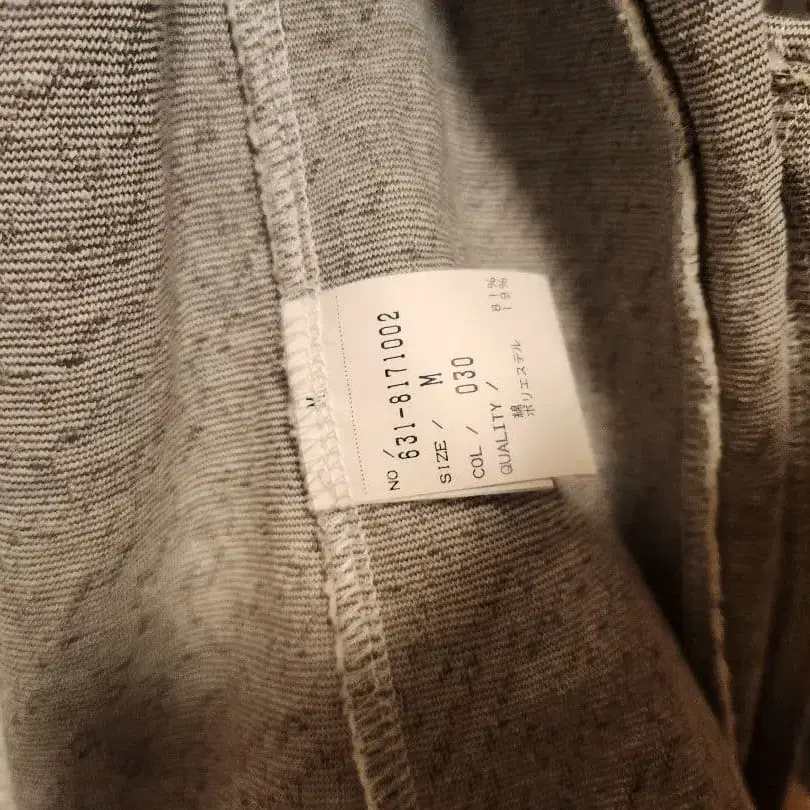 NO / 631-8171002
SIZE / M
COL / 030
QUALITY /
綿 81%
ポリエステル 19%